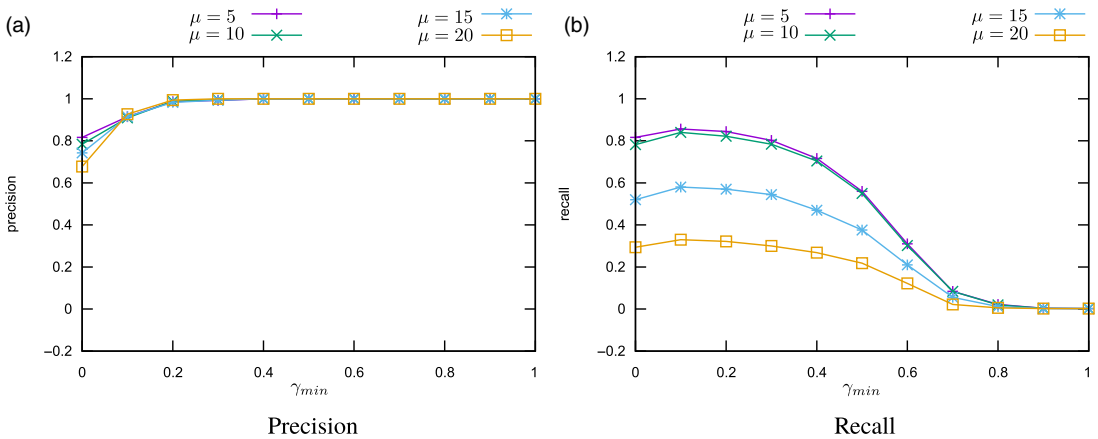 (a)
μ = 5
μ = 10
μ = 15
μ = 20
1.2
1
0.8
0.6
0.4
0.2
0
−0.2
precision
0 0.2 0.4 0.6 0.8 1
γmin
Precision
(b)
μ = 5
μ = 10
μ = 15
μ = 20
1.2
1
0.8
0.6
0.4
0.2
0
−0.2
recall
0 0.2 0.4 0.6 0.8 1
γmin
Recall